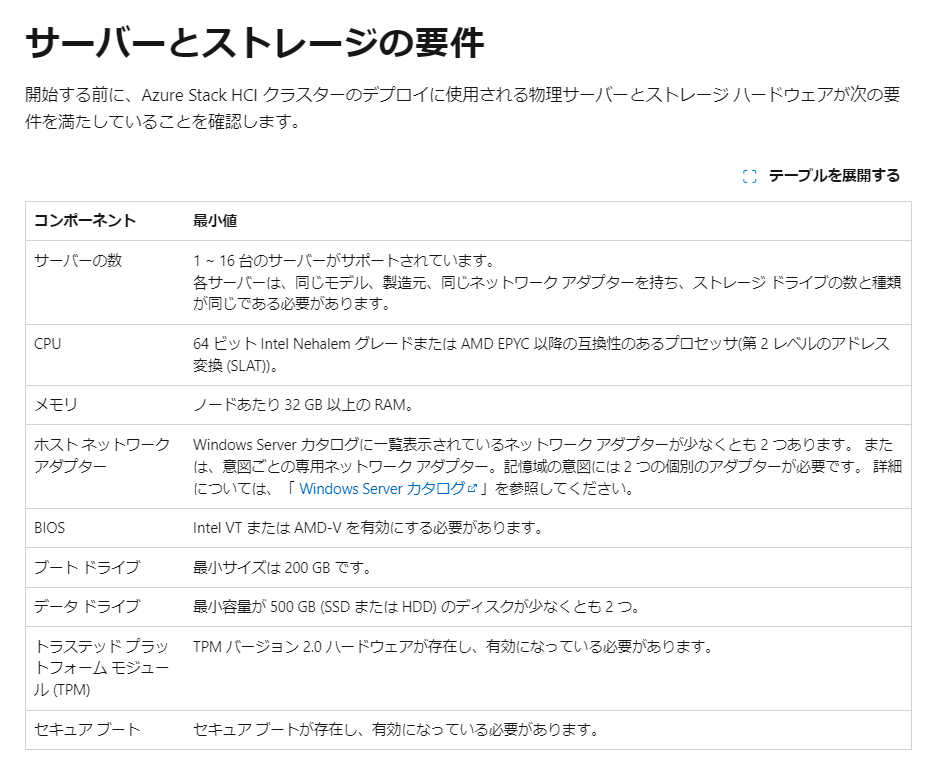 サーバーとストレージの要件
開始する前に、Azure Stack HCI クラスターのデプロイに使用される物理サーバーとストレージ ハードウェアが次の要
件を満たしていることを確認します。
テーブルを展開する
コンポーネント 最小値
サーバーの数 1 ~ 16 台のサーバーがサポートされています。
各サーバーは、同じモデル、製造元、同じネットワーク アダプターを持ち、ストレージ ドライブの数と種類
が同じである必要があります。
CPU 64 ビット Intel Nehalem グレードまたは AMD EPYC 以降の互換性のあるプロセッサ(第 2 レベルのアドレス
変換 (SLAT))。
メモリ ノードあたり 32 GB 以上の RAM。
ホスト ネットワーク Windows Server カタログに一覧表示されているネットワーク アダプターが少なくとも 2 つあります。 また
アダプター は、意図ごとの専用ネットワーク アダプター。記憶域の意図には 2 つの個別のアダプターが必要です。 詳細
については、「 Windows Server カタログ 」を参照してください。
BIOS Intel VT または AMD-V を有効にする必要があります。
ブート ドライブ 最小サイズは 200 GB です。
データ ドライブ 最小容量が 500 GB (SSD または HDD) のディスクが少なくとも 2 つ。
トラステッド プラッ TPM バージョン 2.0 ハードウェアが存在し、有効になっている必要があります。
トフォーム モジュー
ル (TPM)
セキュア ブート セキュア ブートが存在し、有効になっている必要があります。